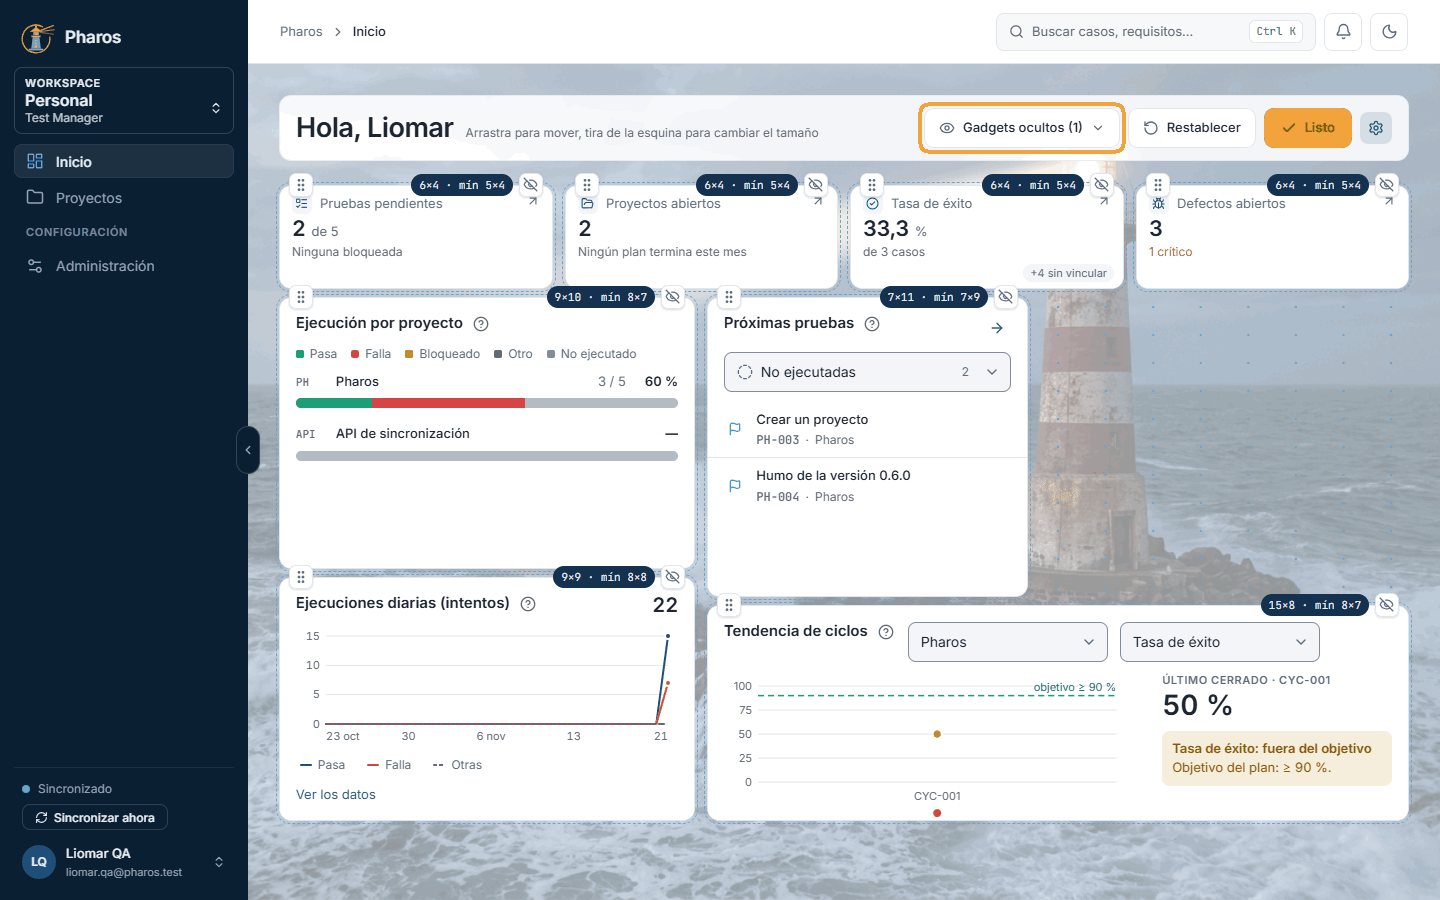 Pharos
WORKSPACE
Personal
Test Manager
Inicio
Proyectos
CONFIGURACIÓN
Administración
Sincronizado
Sincronizar ahora
LQ
Liomar QA
liomar.qa@pharos.test
Pharos > Inicio
Buscar casos, requisitos... Ctrl K
Hola, Liomar
Arrastra para mover, tira de la esquina para cambiar el tamaño
Gadgets ocultos (1)
Restablecer
Listo
6×4 · mín 5×4
Pruebas pendientes
2 de 5
Ninguna bloqueada
6×4 · mín 5×4
Proyectos abiertos
2
Ningún plan termina este mes
6×4 · mín 5×4
Tasa de éxito
33,3 %
de 3 casos
+4 sin vincular
6×4 · mín 5×4
Defectos abiertos
3
1 crítico
9×10 · mín 8×7
Ejecución por proyecto
Pasa Falla Bloqueado Otro No ejecutado
PH Pharos 3 / 5 60 %
API API de sincronización —
7×11 · mín 7×9
Próximas pruebas
No ejecutadas 2
Crear un proyecto
PH-003 · Pharos
Humo de la versión 0.6.0
PH-004 · Pharos
9×9 · mín 8×8
Ejecuciones diarias (intentos) 22
15
10
5
0
23 oct 30 6 nov 13 21
Pasa Falla Otras
Ver los datos
15×8 · mín 8×7
Tendencia de ciclos
Pharos
Tasa de éxito
100
75
50
25
0
objetivo ≥ 90 %
CYC-001
ÚLTIMO CERRADO · CYC-001
50 %
Tasa de éxito: fuera del objetivo
Objetivo del plan: ≥ 90 %.